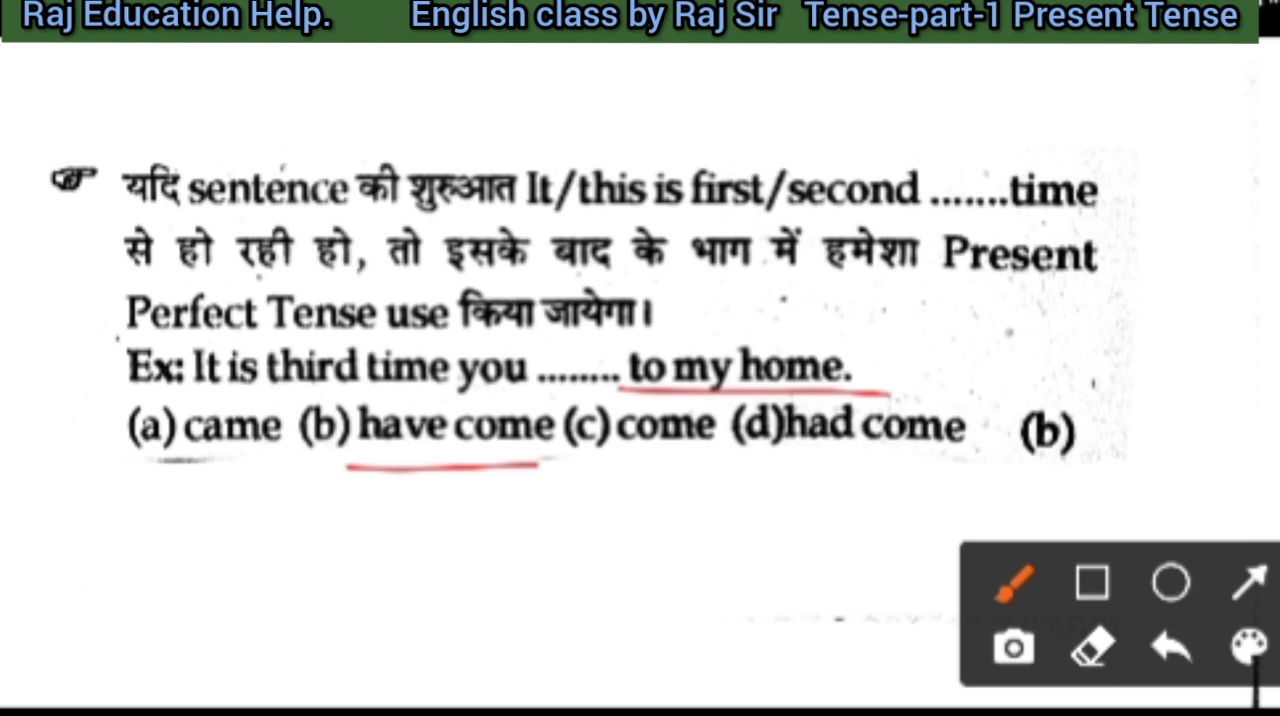 Raj Education Help. English class by Raj Sir Tense-part-1 Present Tense
यदि sentence की शुरुआत It/this is first/second .......time
से हो रही हो, तो इसके बाद के भाग में हमेशा Present
Perfect Tense use किया जायेगा।
Ex: It is third time you ........ to my home.
(a) came (b) have come (c) come (d)had come (b)